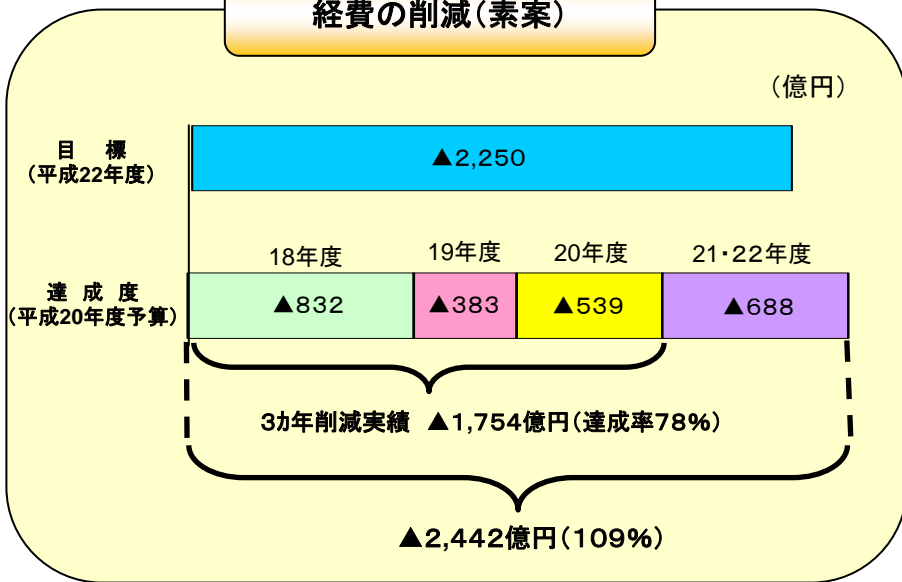 経費の削減(素案)
(億円)
目　標
(平成22年度)
▲2,250
18年度
19年度
20年度
21・22年度
達 成 度
(平成20年度予算)
▲832
▲383
▲539
▲688
3ｶ年削減実績 ▲1,754億円(達成率78%)
▲2,442億円(109%)